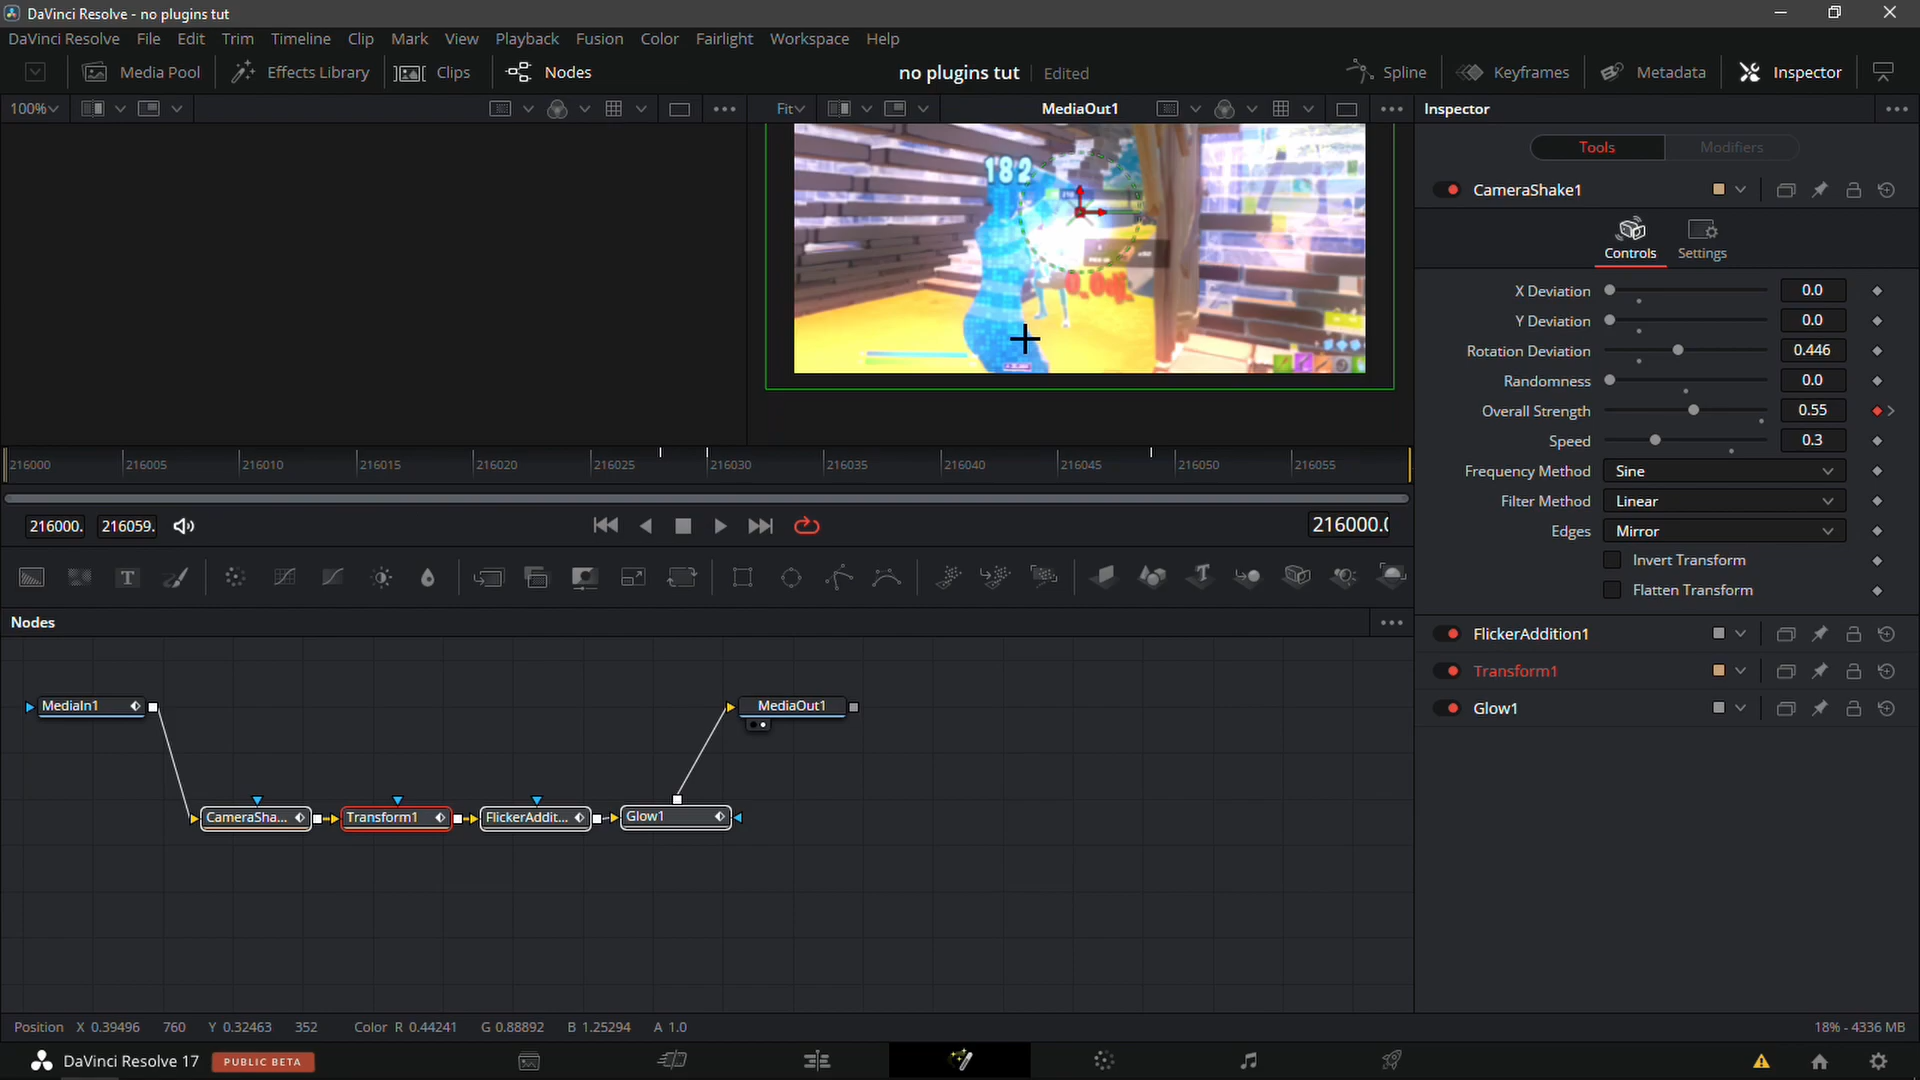 DaVinci Resolve - no plugins tut
DaVinci Resolve File Edit Trim Timeline Clip Mark View Playback Fusion Color Fairlight Workspace Help
Media Pool Effects Library Clips Nodes no plugins tut Edited Spline Keyframes Metadata Inspector
100% Fit MediaOut1 Inspector
Tools Modifiers
182
CameraShake1
Controls Settings
X Deviation 0.0
Y Deviation 0.0
Rotation Deviation 0.446
Randomness 0.0
Overall Strength 0.55
Speed 0.3
Frequency Method Sine
Filter Method Linear
Edges Mirror
Invert Transform
Flatten Transform
216000 216005 216010 216015 216020 216025 216030 216035 216040 216045 216050 216055
216000. 216059. 216000.0
T
Nodes
FlickerAddition1
Transform1
Glow1
MediaIn1 MediaOut1
CameraSha... Transform1 FlickerAddit... Glow1
Position X 0.39496 760 Y 0.32463 352 Color R 0.44241 G 0.88892 B 1.25294 A 1.0
18% - 4336 MB
DaVinci Resolve 17 PUBLIC BETA